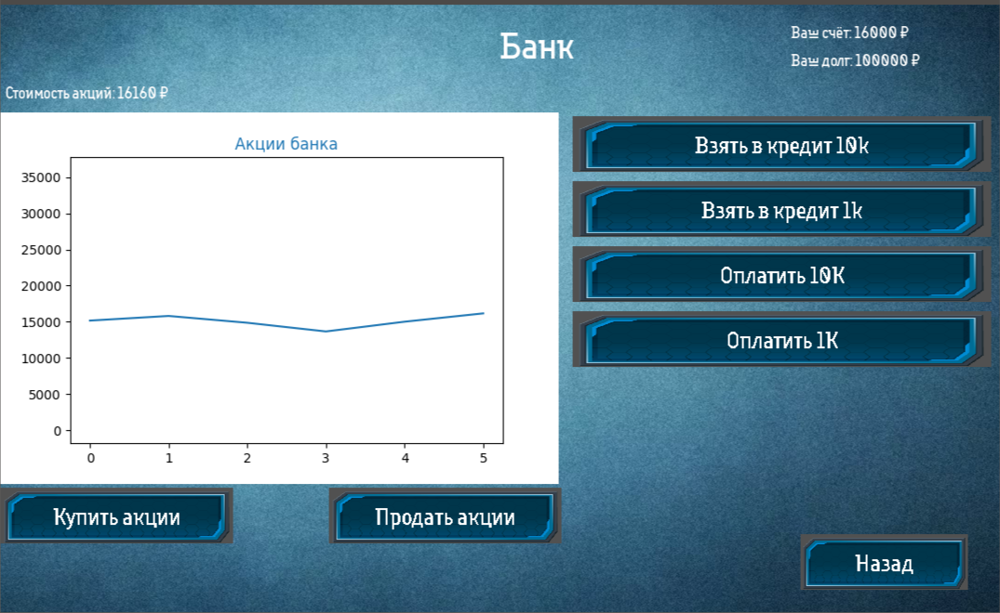 Банк
Ваш счёт: 16000 ₽
Ваш долг: 100000 ₽
Стоимость акций: 16160 ₽
Акции банка
35000
30000
25000
20000
15000
10000
5000
0
0 1 2 3 4 5
Взять в кредит 10k
Взять в кредит 1k
Оплатить 10К
Оплатить 1К
Купить акции
Продать акции
Назад